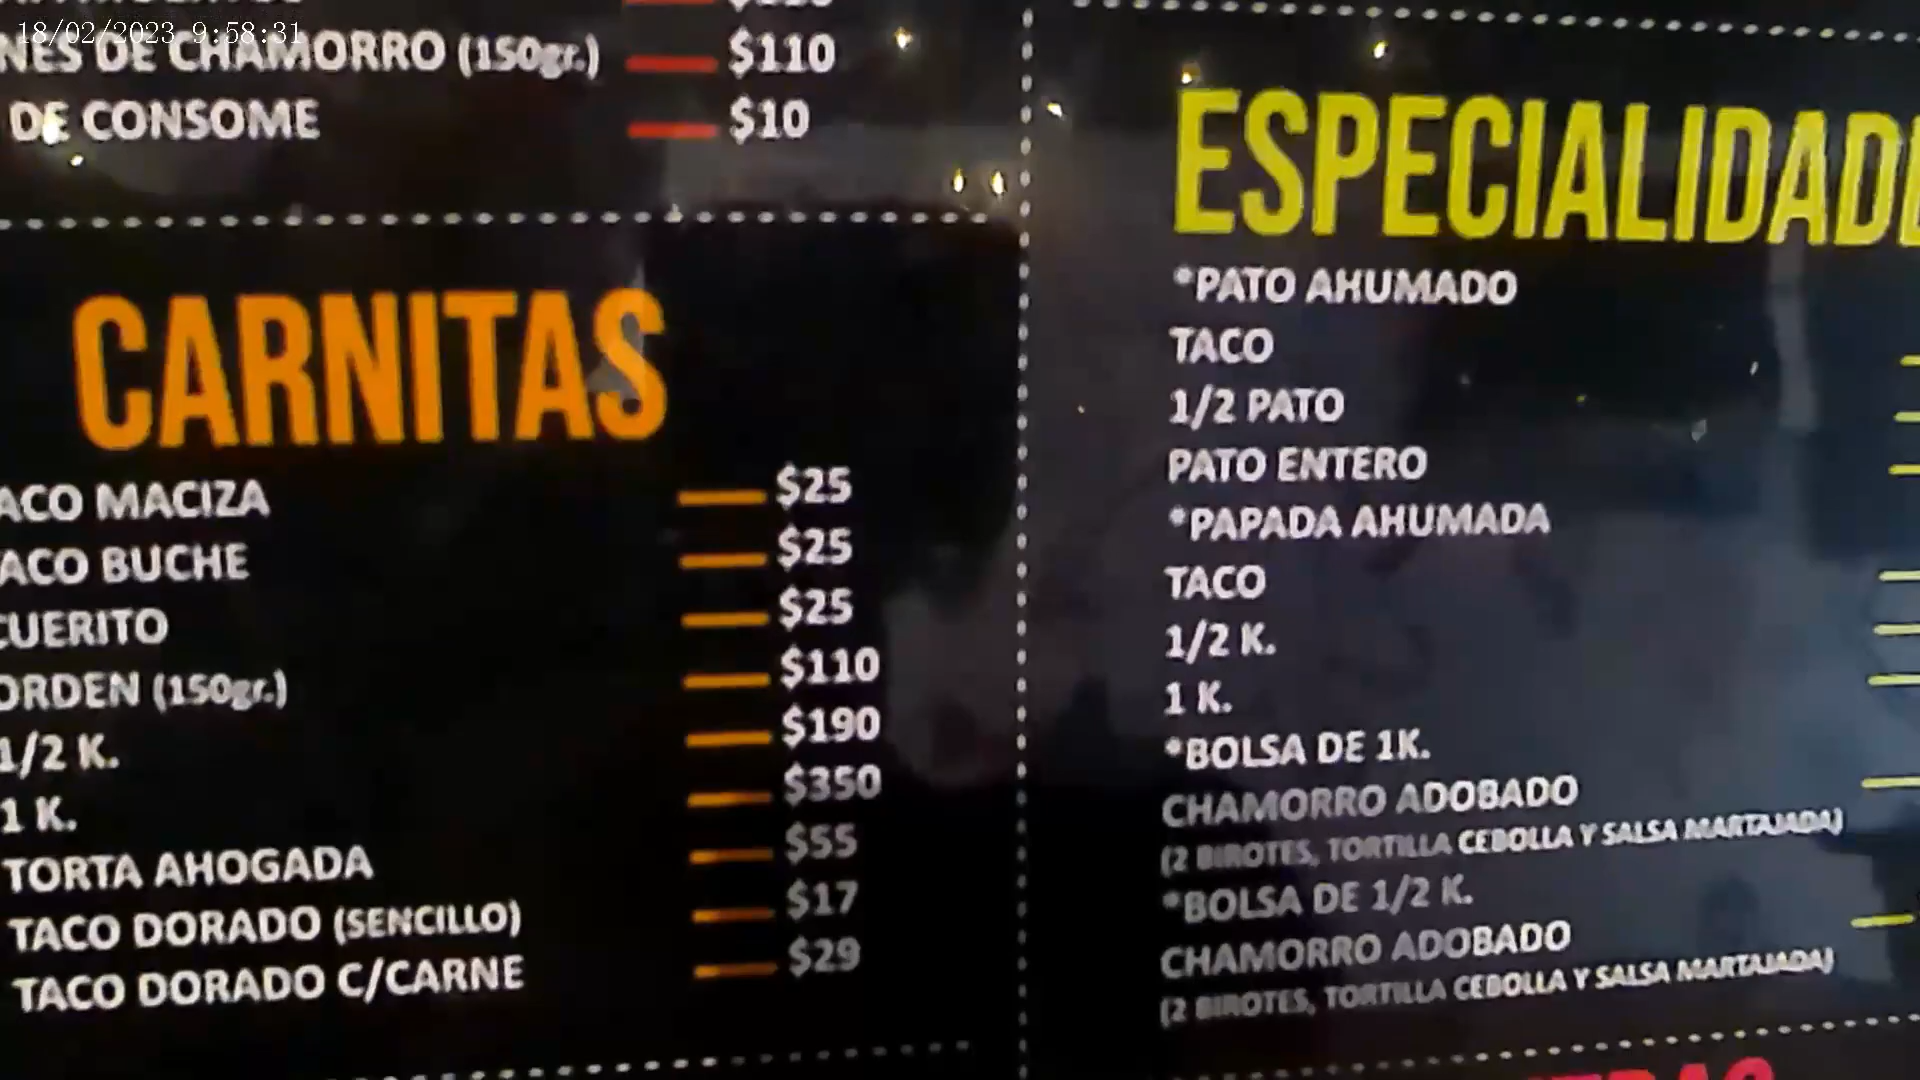 18/02/2023 9:58:31
NES DE CHAMORRO (150gr.) $110
DE CONSOME $10
CARNITAS
ACO MACIZA $25
ACO BUCHE $25
CUERITO $25
ORDEN (150gr.) $110
1/2 K. $190
1 K. $350
TORTA AHOGADA $55
TACO DORADO (SENCILLO) $17
TACO DORADO C/CARNE $29
ESPECIALIDADE
*PATO AHUMADO
TACO
1/2 PATO
PATO ENTERO
*PAPADA AHUMADA
TACO
1/2 K.
1 K.
*BOLSA DE 1K.
CHAMORRO ADOBADO
(2 BIROTES, TORTILLA CEBOLLA Y SALSA MARTAJADA)
*BOLSA DE 1/2 K.
CHAMORRO ADOBADO
(2 BIROTES, TORTILLA CEBOLLA Y SALSA MARTAJADA)